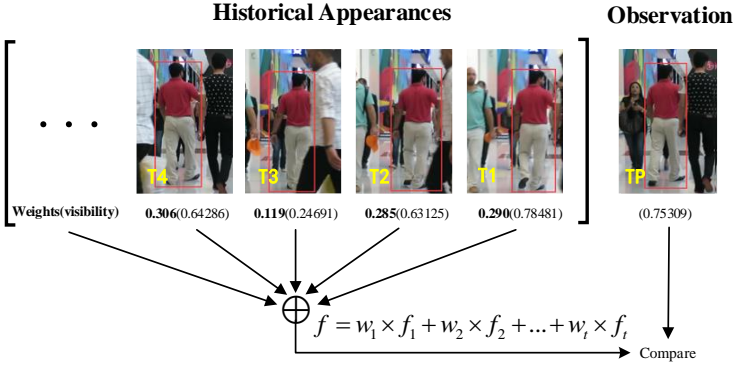 Historical Appearances
Observation
. . .
T4
T3
T2
T1
TP
Weights(visibility)
0.306(0.64286)
0.119(0.24691)
0.285(0.63125)
0.290(0.78481)
(0.75309)
f = w₁ × f₁ + w₂ × f₂ + ... + wₜ × fₜ
Compare